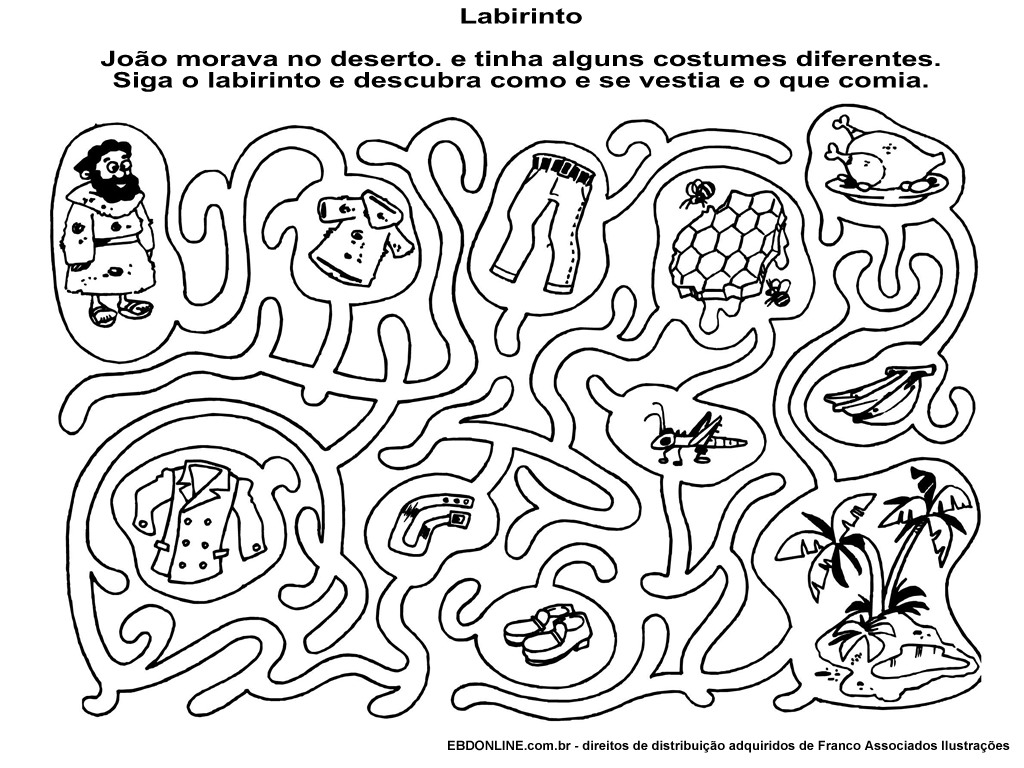 Labirinto
João morava no deserto. e tinha alguns costumes diferentes.
Siga o labirinto e descubra como e se vestia e o que comia.
EBDONLINE.com.br - direitos de distribuição adquiridos de Franco Associados Ilustrações